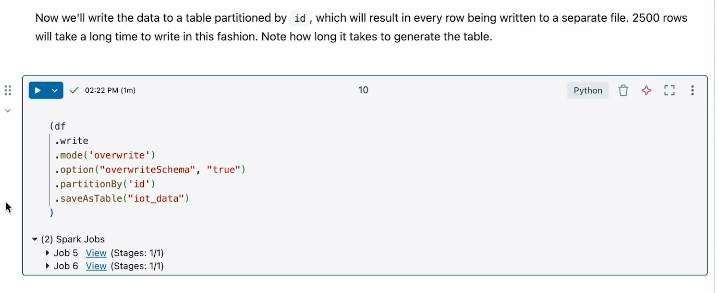 Now we'll write the data to a table partitioned by id , which will result in every row being written to a separate file. 2500 rows
will take a long time to write in this fashion. Note how long it takes to generate the table.
02:22 PM (1m) 10 Python
(df
.write
.mode('overwrite')
.option("overwriteSchema", "true")
.partitionBy('id')
.saveAsTable("iot_data")
)
(2) Spark Jobs
Job 5 View (Stages: 1/1)
Job 6 View (Stages: 1/1)